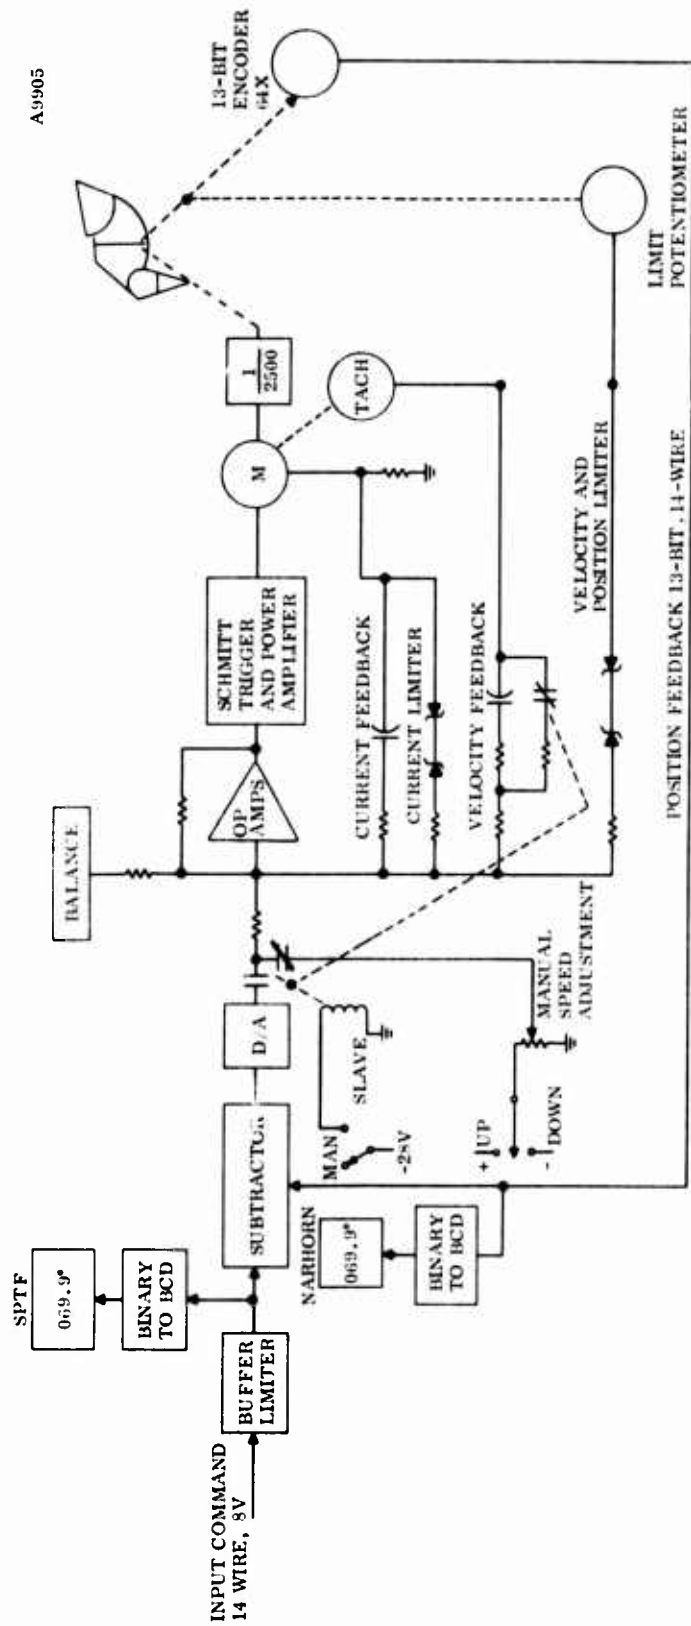 A9905
SPTF
069.9°
BINARY
TO BCD
INPUT COMMAND
14 WIRE, 8V
BUFFER
LIMITER
SUBTRACTOR
D/A
BALANCE
OP
AMPS
SCHMITT
TRIGGER
AND POWER
AMPLIFIER
M
1
2500
13-BIT
ENCODER
64X
TACH
CURRENT FEEDBACK
CURRENT LIMITER
VELOCITY FEEDBACK
VELOCITY AND
POSITION LIMITER
LIMIT
POTENTIOMETER
NARHORN
069.9°
BINARY
TO BCD
MAN
SLAVE
-28V
+
UP
-
DOWN
MANUAL
SPEED
ADJUSTMENT
POSITION FEEDBACK 13-BIT, 14-WIRE